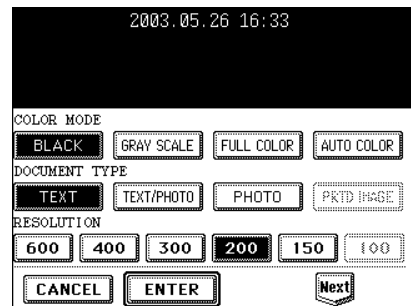 2003.05.26 16:33
COLOR MODE
BLACK GRAY SCALE FULL COLOR AUTO COLOR
DOCUMENT TYPE
TEXT TEXT/PHOTO PHOTO PRTD IMAGE
RESOLUTION
600 400 300 200 150 100
CANCEL ENTER Next